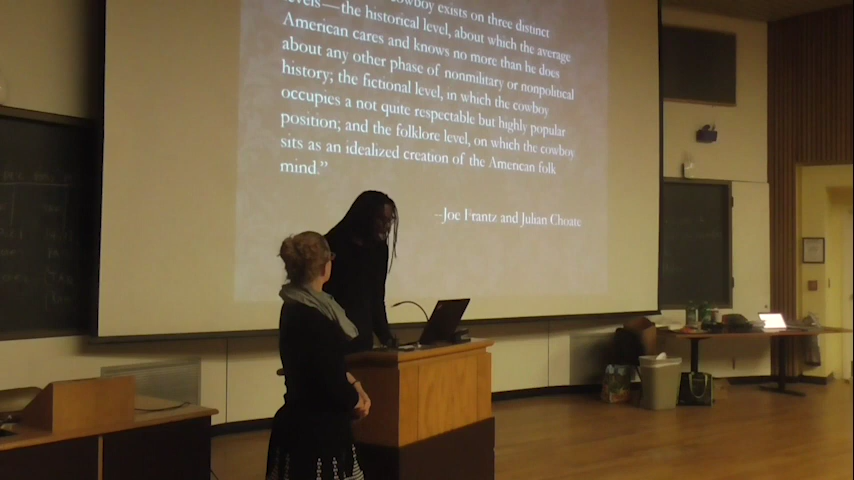 cowboy exists on three distinct
levels—the historical level, about which the average
American cares and knows no more than he does
about any other phase of nonmilitary or nonpolitical
history; the fictional level, in which the cowboy
occupies a not quite respectable but highly popular
position; and the folklore level, on which the cowboy
sits as an idealized creation of the American folk
mind.”
–Joe Frantz and Julian Choate